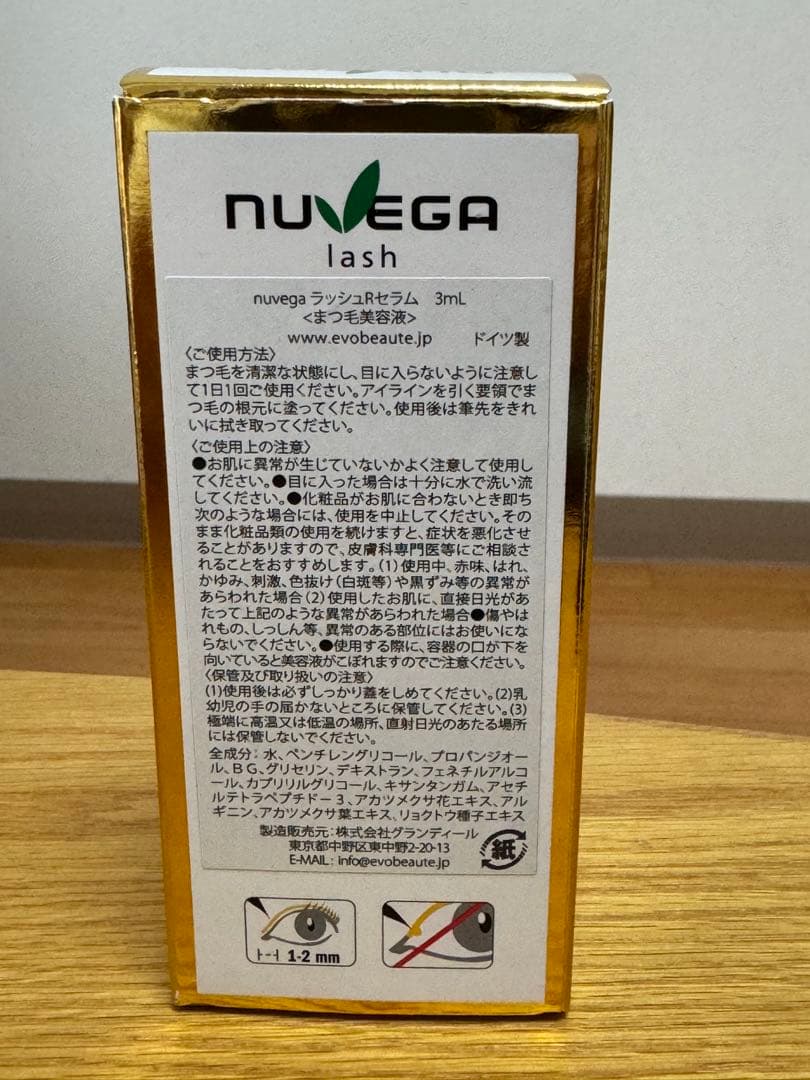 NUVEGA
lash
nuvega ラッシュRセラム 3mL
<まつ毛美容液>
www.evobeaute.jp ドイツ製
〈ご使用方法〉
まつ毛を清潔な状態にし、目に入らないように注意し
て1日1回ご使用ください。アイラインを引く要領でま
つ毛の根元に塗ってください。使用後は筆先をきれ
いに拭き取ってください。
〈ご使用上の注意〉
●お肌に異常が生じていないかよく注意して使用し
てください。●目に入った場合は十分に水で洗い流
してください。●化粧品がお肌に合わないとき即ち
次のような場合には、使用を中止してください。その
まま化粧品類の使用を続けますと、症状を悪化させ
ることがありますので、皮膚科専門医等にご相談さ
れることをおすすめします。(1)使用中、赤味、はれ、
かゆみ、刺激、色抜け(白斑等)や黒ずみ等の異常が
あらわれた場合(2)使用したお肌に、直接日光があ
たって上記のような異常があらわれた場合●傷やは
れもの、しっしん等、異常のある部位にはお使いにな
らないでください。●使用する際に、容器の口が下を
向いていると美容液がこぼれますのでご注意ください。
〈保管及び取り扱いの注意〉
(1)使用後は必ずしっかり蓋をしめてください。(2)乳
幼児の手の届かないところに保管してください。(3)
極端に高温又は低温の場所、直射日光のあたる場所
には保管しないでください。
全成分：水、ペンチレングリコール、プロパンジオー
ル、BG、グリセリン、デキストラン、フェネチルアルコ
ール、カプリリルグリコール、キサンタンガム、アセチ
ルテトラペプチド-3、アカツメクサ花エキス、アル
ギニン、アカツメクサ葉エキス、リョクトウ種子エキス
製造販売元：株式会社グランディール
東京都中野区東中野2-20-13
E-MAIL：info@evobeaute.jp
紙
1-2 mm